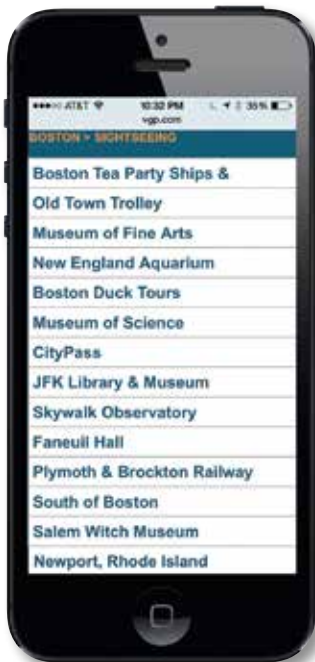 AT&T 10:32 PM 35%
vgp.com
BOSTON > SIGHTSEEING
Boston Tea Party Ships &
Old Town Trolley
Museum of Fine Arts
New England Aquarium
Boston Duck Tours
Museum of Science
CityPass
JFK Library & Museum
Skywalk Observatory
Faneuil Hall
Plymoth & Brockton Railway
South of Boston
Salem Witch Museum
Newport, Rhode Island